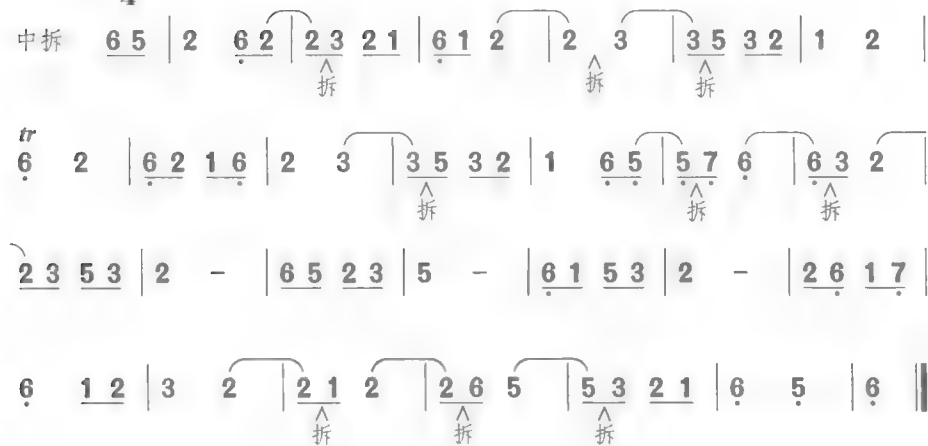 4
中拆 6 5 | 2 6̣ 2 | 2 3 2 1 | 6̣ 1 2 | 2 3 | 3 5 3 2 | 1 2 |
拆 拆 拆
tr
6̣ 2 | 6̣ 2 1 6̣ | 2 3 | 3 5 3 2 | 1 6̣ 5̣ | 5̣ 7̣ 6̣ | 6̣ 3 2 |
拆 拆 拆
2 3 5 3 | 2 - | 6 5 2 3 | 5 - | 6̣ 1 5 3 | 2 - | 2 6̣ 1 7̣ |
6̣ 1 2 | 3 2 | 2 1 2 | 2 6 5 | 5 3 2 1 | 6̣ 5̣ | 6̣ ‖
拆 拆 拆